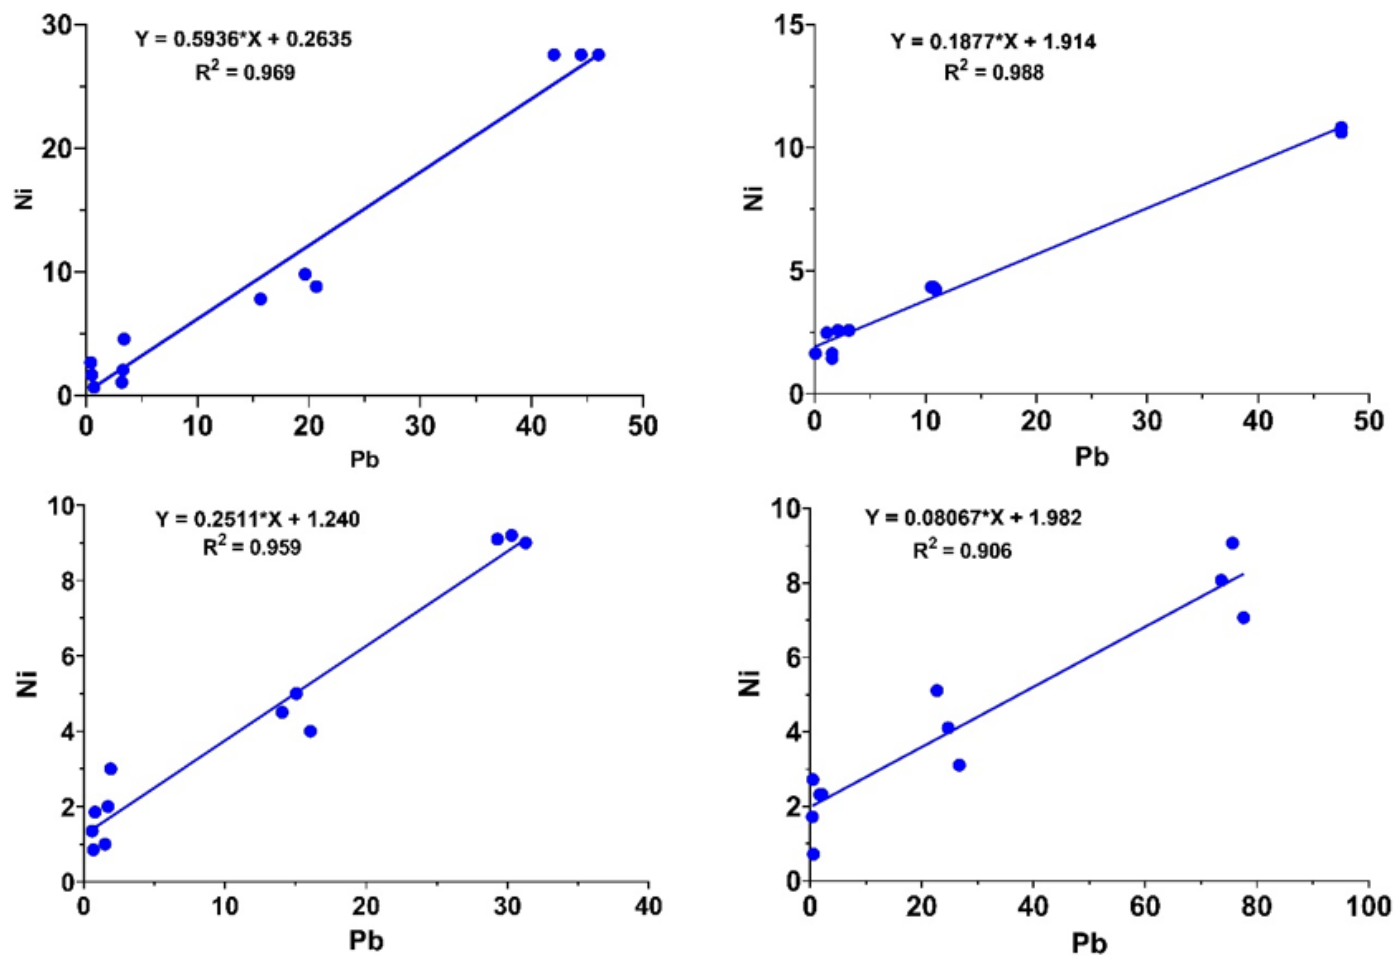 Y = 0.5936*X + 0.2635
R2 = 0.969
30
20
10
0
Ni
0 10 20 30 40 50
Pb
Y = 0.1877*X + 1.914
R2 = 0.988
15
10
5
0
Ni
0 10 20 30 40 50
Pb
Y = 0.2511*X + 1.240
R2 = 0.959
10
8
6
4
2
0
Ni
0 10 20 30 40
Pb
Y = 0.08067*X + 1.982
R2 = 0.906
10
8
6
4
2
0
Ni
0 20 40 60 80 100
Pb